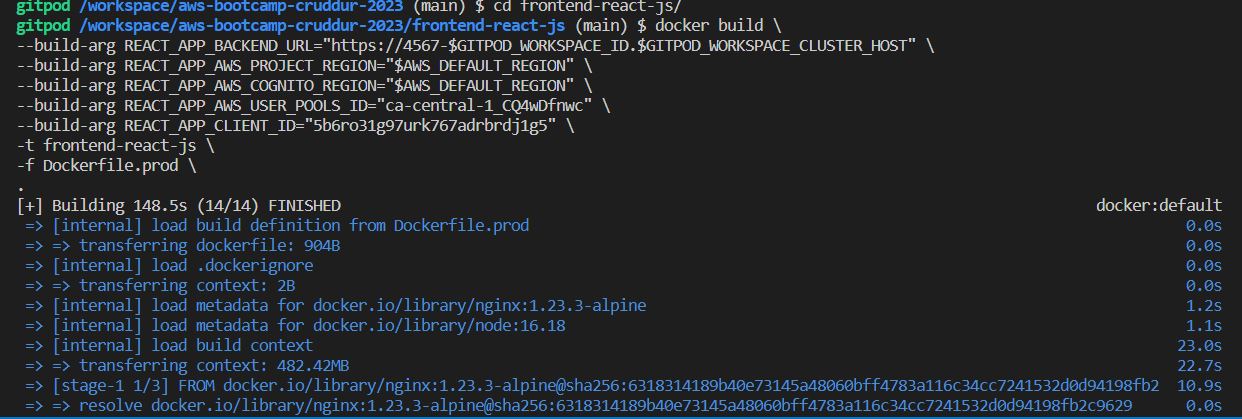 gitpod /workspace/aws-bootcamp-cruddur-2023 (main) $ cd frontend-react-js/
gitpod /workspace/aws-bootcamp-cruddur-2023/frontend-react-js (main) $ docker build \
--build-arg REACT_APP_BACKEND_URL="https://4567-$GITPOD_WORKSPACE_ID.$GITPOD_WORKSPACE_CLUSTER_HOST" \
--build-arg REACT_APP_AWS_PROJECT_REGION="$AWS_DEFAULT_REGION" \
--build-arg REACT_APP_AWS_COGNITO_REGION="$AWS_DEFAULT_REGION" \
--build-arg REACT_APP_AWS_USER_POOLS_ID="ca-central-1_CQ4wDfnwc" \
--build-arg REACT_APP_CLIENT_ID="5b6ro31g97urk767adrbrdj1g5" \
-t frontend-react-js \
-f Dockerfile.prod \
.
[+] Building 148.5s (14/14) FINISHED docker:default
=> [internal] load build definition from Dockerfile.prod 0.0s
=> => transferring dockerfile: 904B 0.0s
=> [internal] load .dockerignore 0.0s
=> => transferring context: 2B 0.0s
=> [internal] load metadata for docker.io/library/nginx:1.23.3-alpine 1.2s
=> [internal] load metadata for docker.io/library/node:16.18 1.1s
=> [internal] load build context 23.0s
=> => transferring context: 482.42MB 22.7s
=> [stage-1 1/3] FROM docker.io/library/nginx:1.23.3-alpine@sha256:6318314189b40e73145a48060bff4783a116c34cc7241532d0d94198fb2 10.9s
=> => resolve docker.io/library/nginx:1.23.3-alpine@sha256:6318314189b40e73145a48060bff4783a116c34cc7241532d0d94198fb2c9629 0.0s